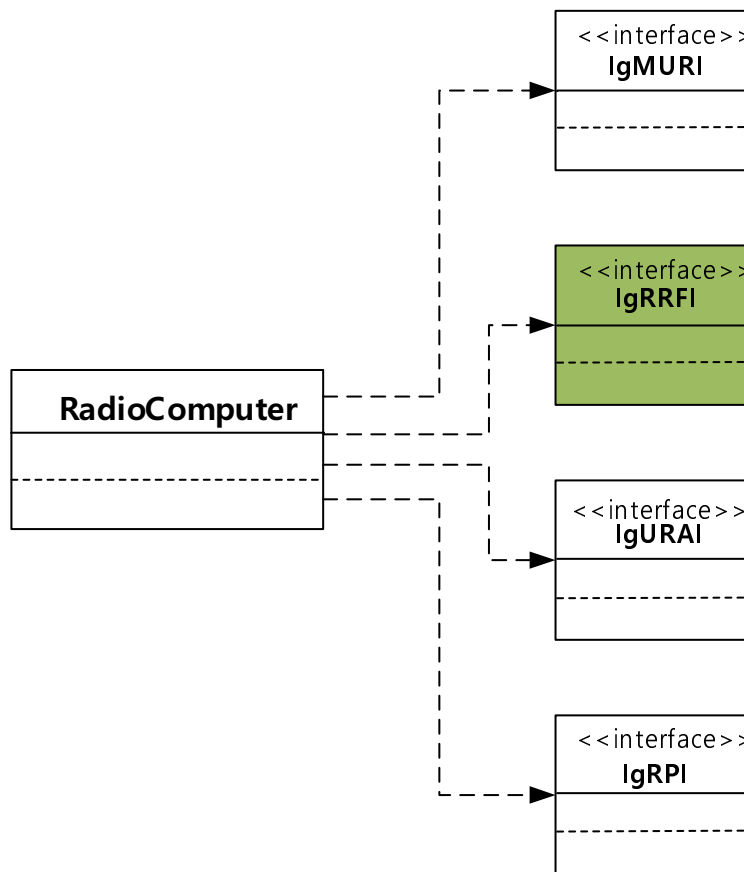 <<interface>>
IgMURI
<<interface>>
IgRRFI
RadioComputer
<<interface>>
IgURAI
<<interface>>
IgRPI